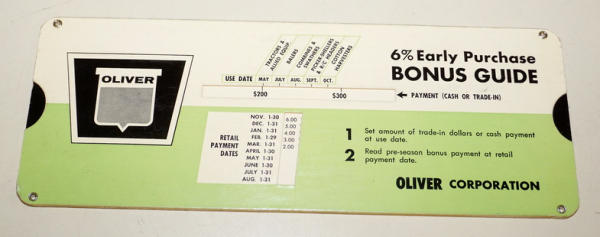 OLIVER
TRACTORS & ALLIED EQUIP.
BALERS
COMBINES & SWATHERS
PICKER-SHELLERS & R/C HEADERS
COTTON HARVESTERS
USE DATE MAY JULY AUG. SEPT. OCT.
$200 $300
6% Early Purchase
BONUS GUIDE
PAYMENT (CASH OR TRADE-IN)
RETAIL PAYMENT DATES
NOV. 1-30 6.00
DEC. 1-31 5.00
JAN. 1-31 4.00
FEB. 1-29 3.00
MAR. 1-31 2.00
APRIL 1-30
MAY 1-31
JUNE 1-30
JULY 1-31
AUG. 1-31
1 Set amount of trade-in dollars or cash payment
at use date.
2 Read pre-season bonus payment at retail
payment date.
OLIVER CORPORATION